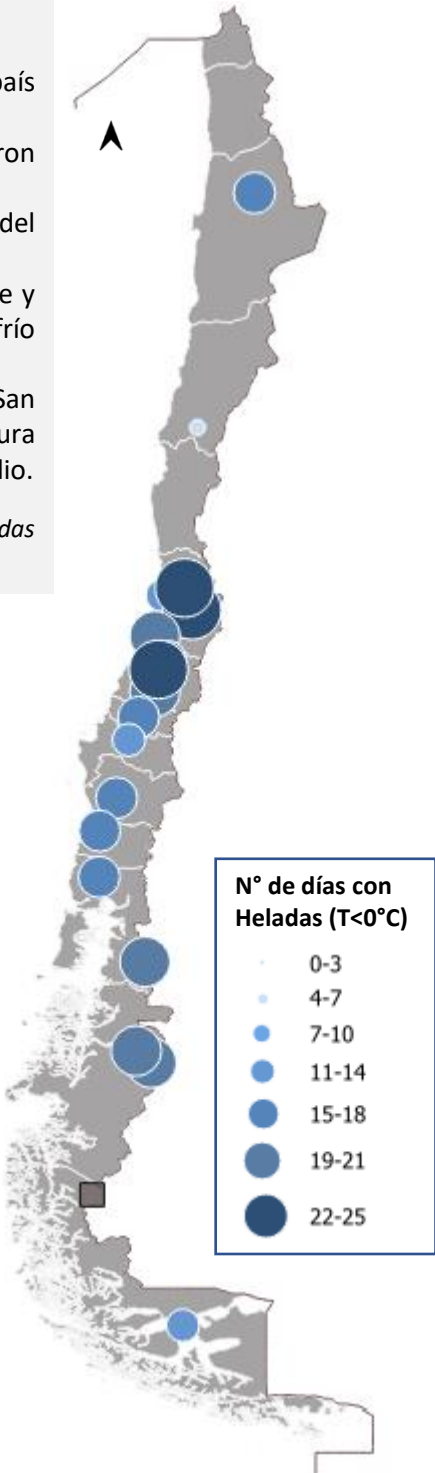 país
ron
del
e y
frío
San
ura
lio.
das
N° de días con
Heladas (T<0°C)
0-3
4-7
7-10
11-14
15-18
19-21
22-25